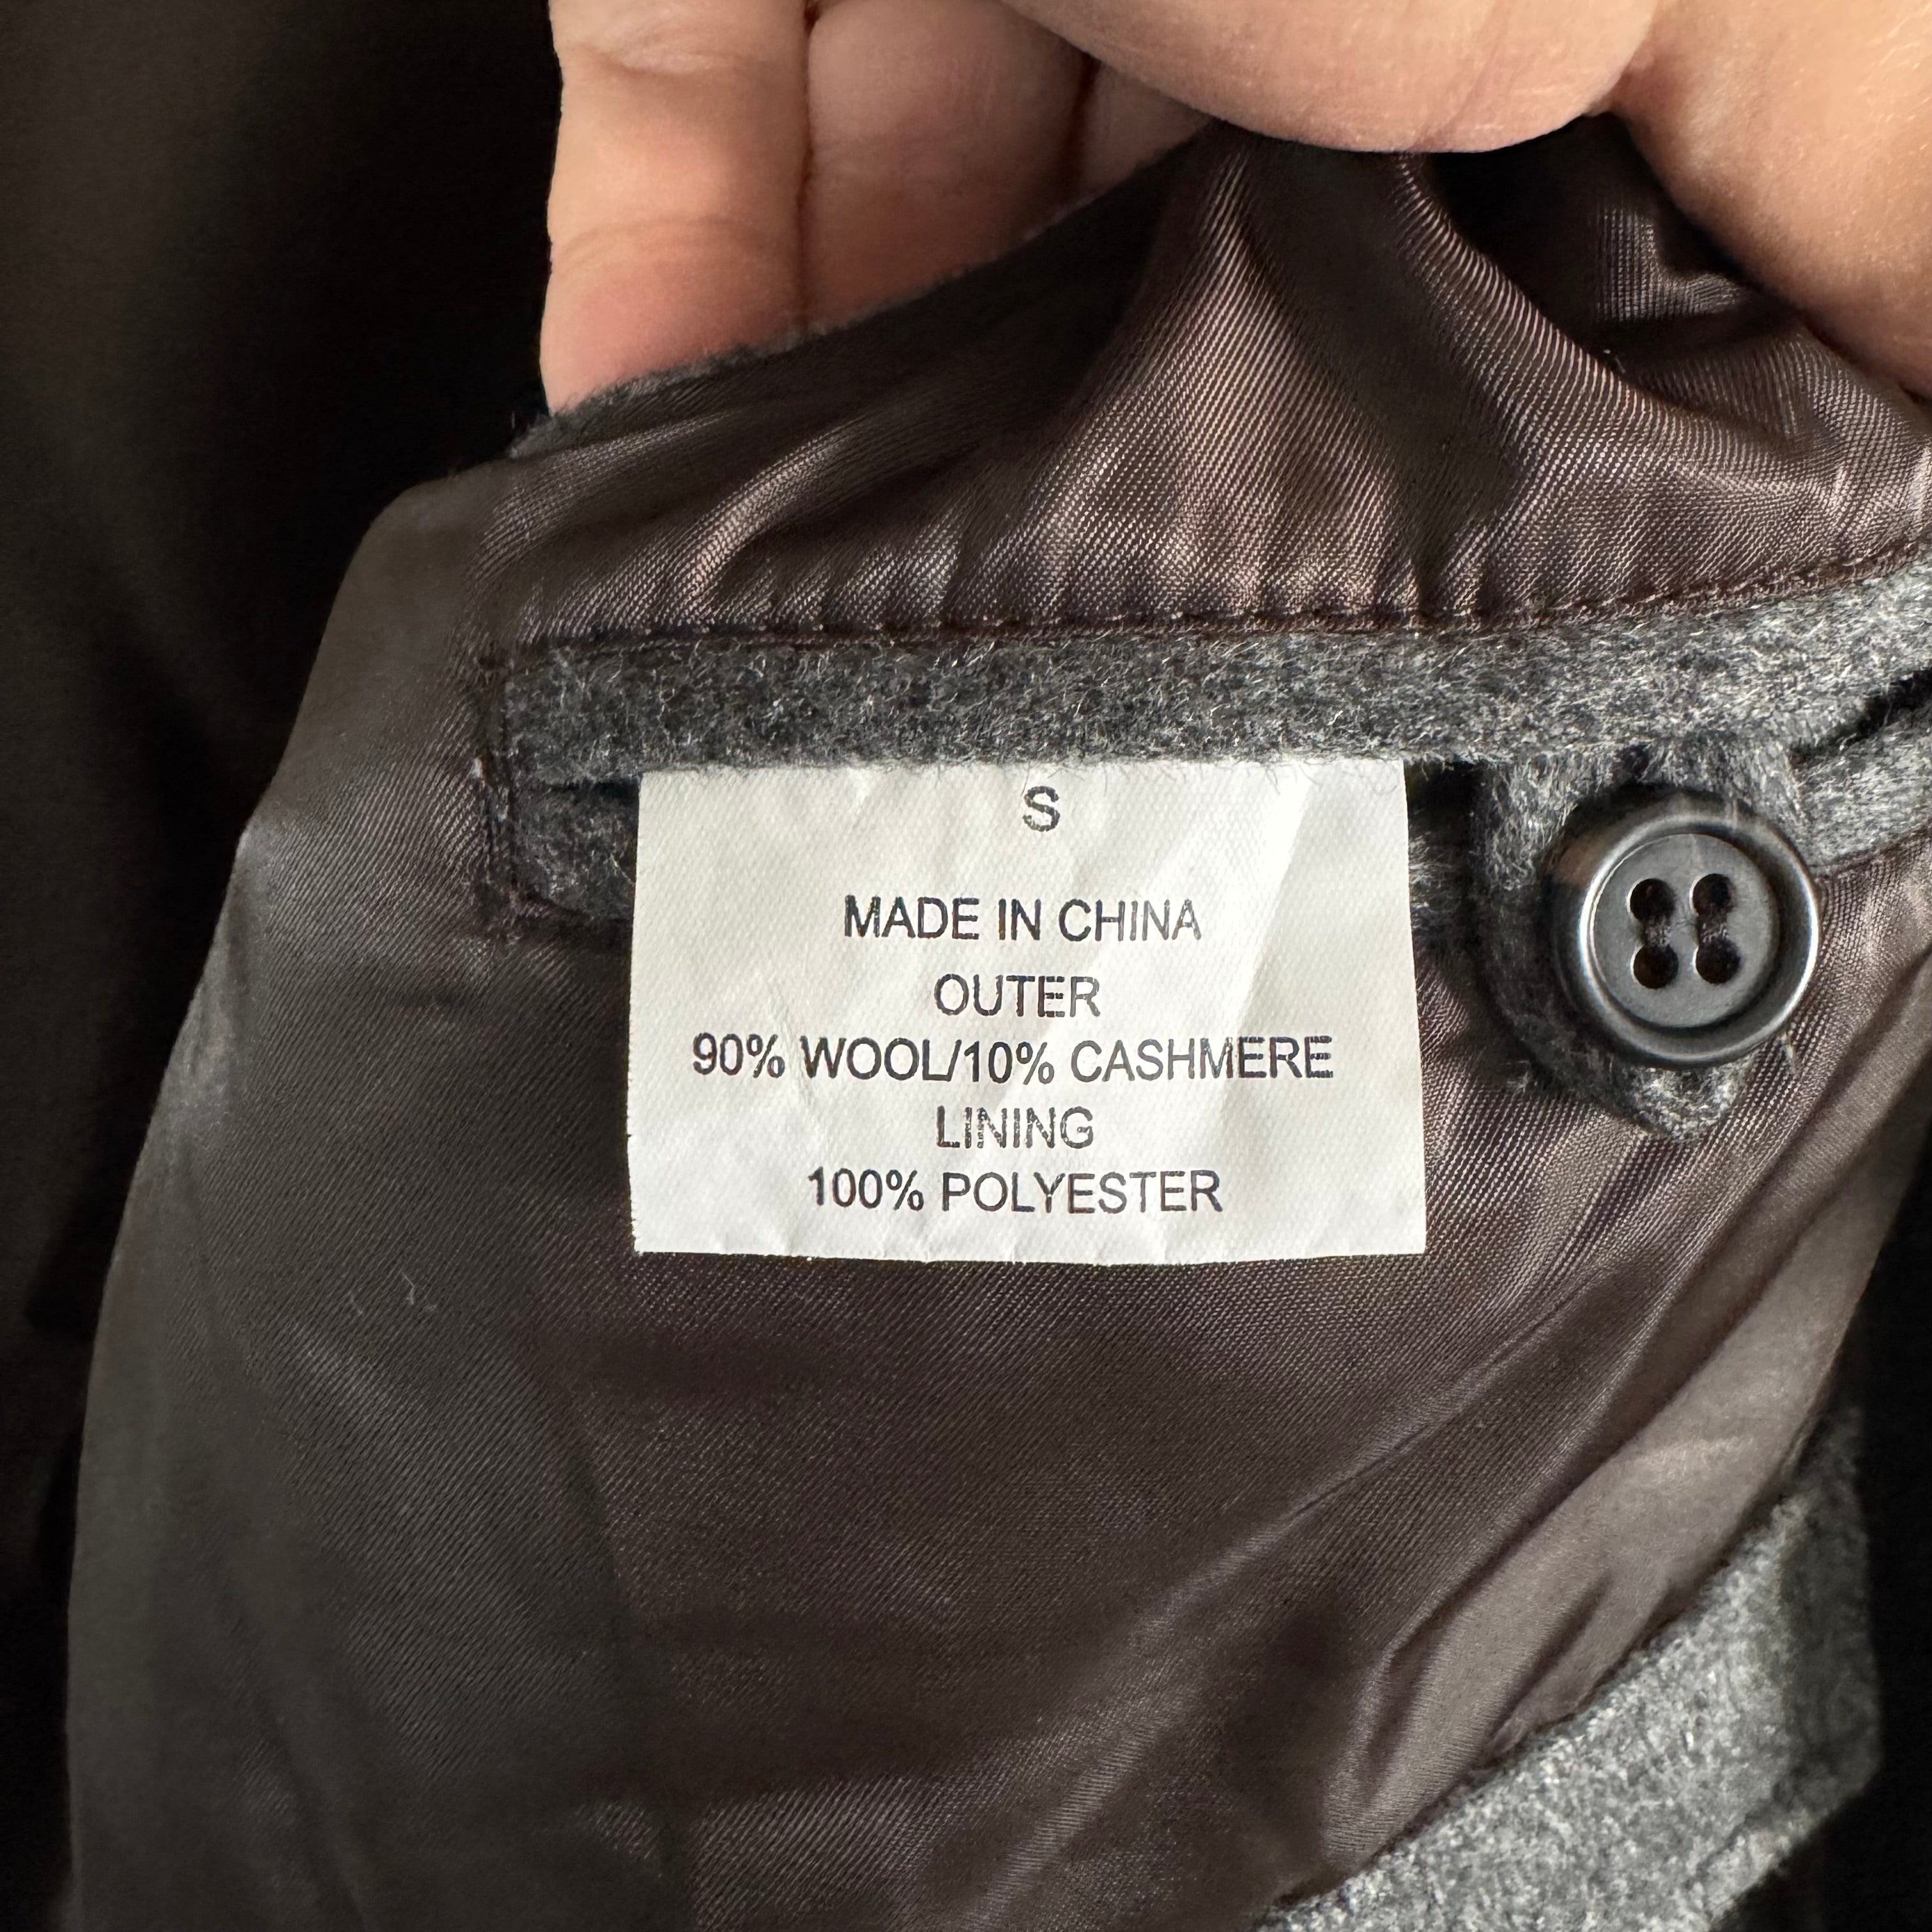 S
MADE IN CHINA
OUTER
90% WOOL/10% CASHMERE
LINING
100% POLYESTER